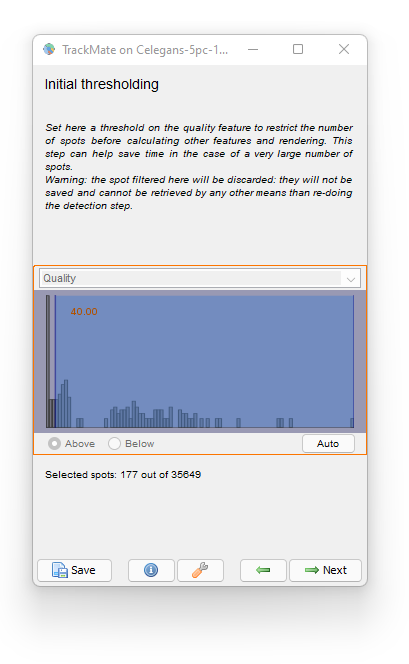 TrackMate on Celegans-5pc-1...
Initial thresholding
Set here a threshold on the quality feature to restrict the number
of spots before calculating other features and rendering. This
step can help save time in the case of a very large number of
spots.
Warning: the spot filtered here will be discarded: they will not be
saved and cannot be retrieved by any other means than re-doing
the detection step.
Quality
40.00
Above Below Auto
Selected spots: 177 out of 35649
Save Next